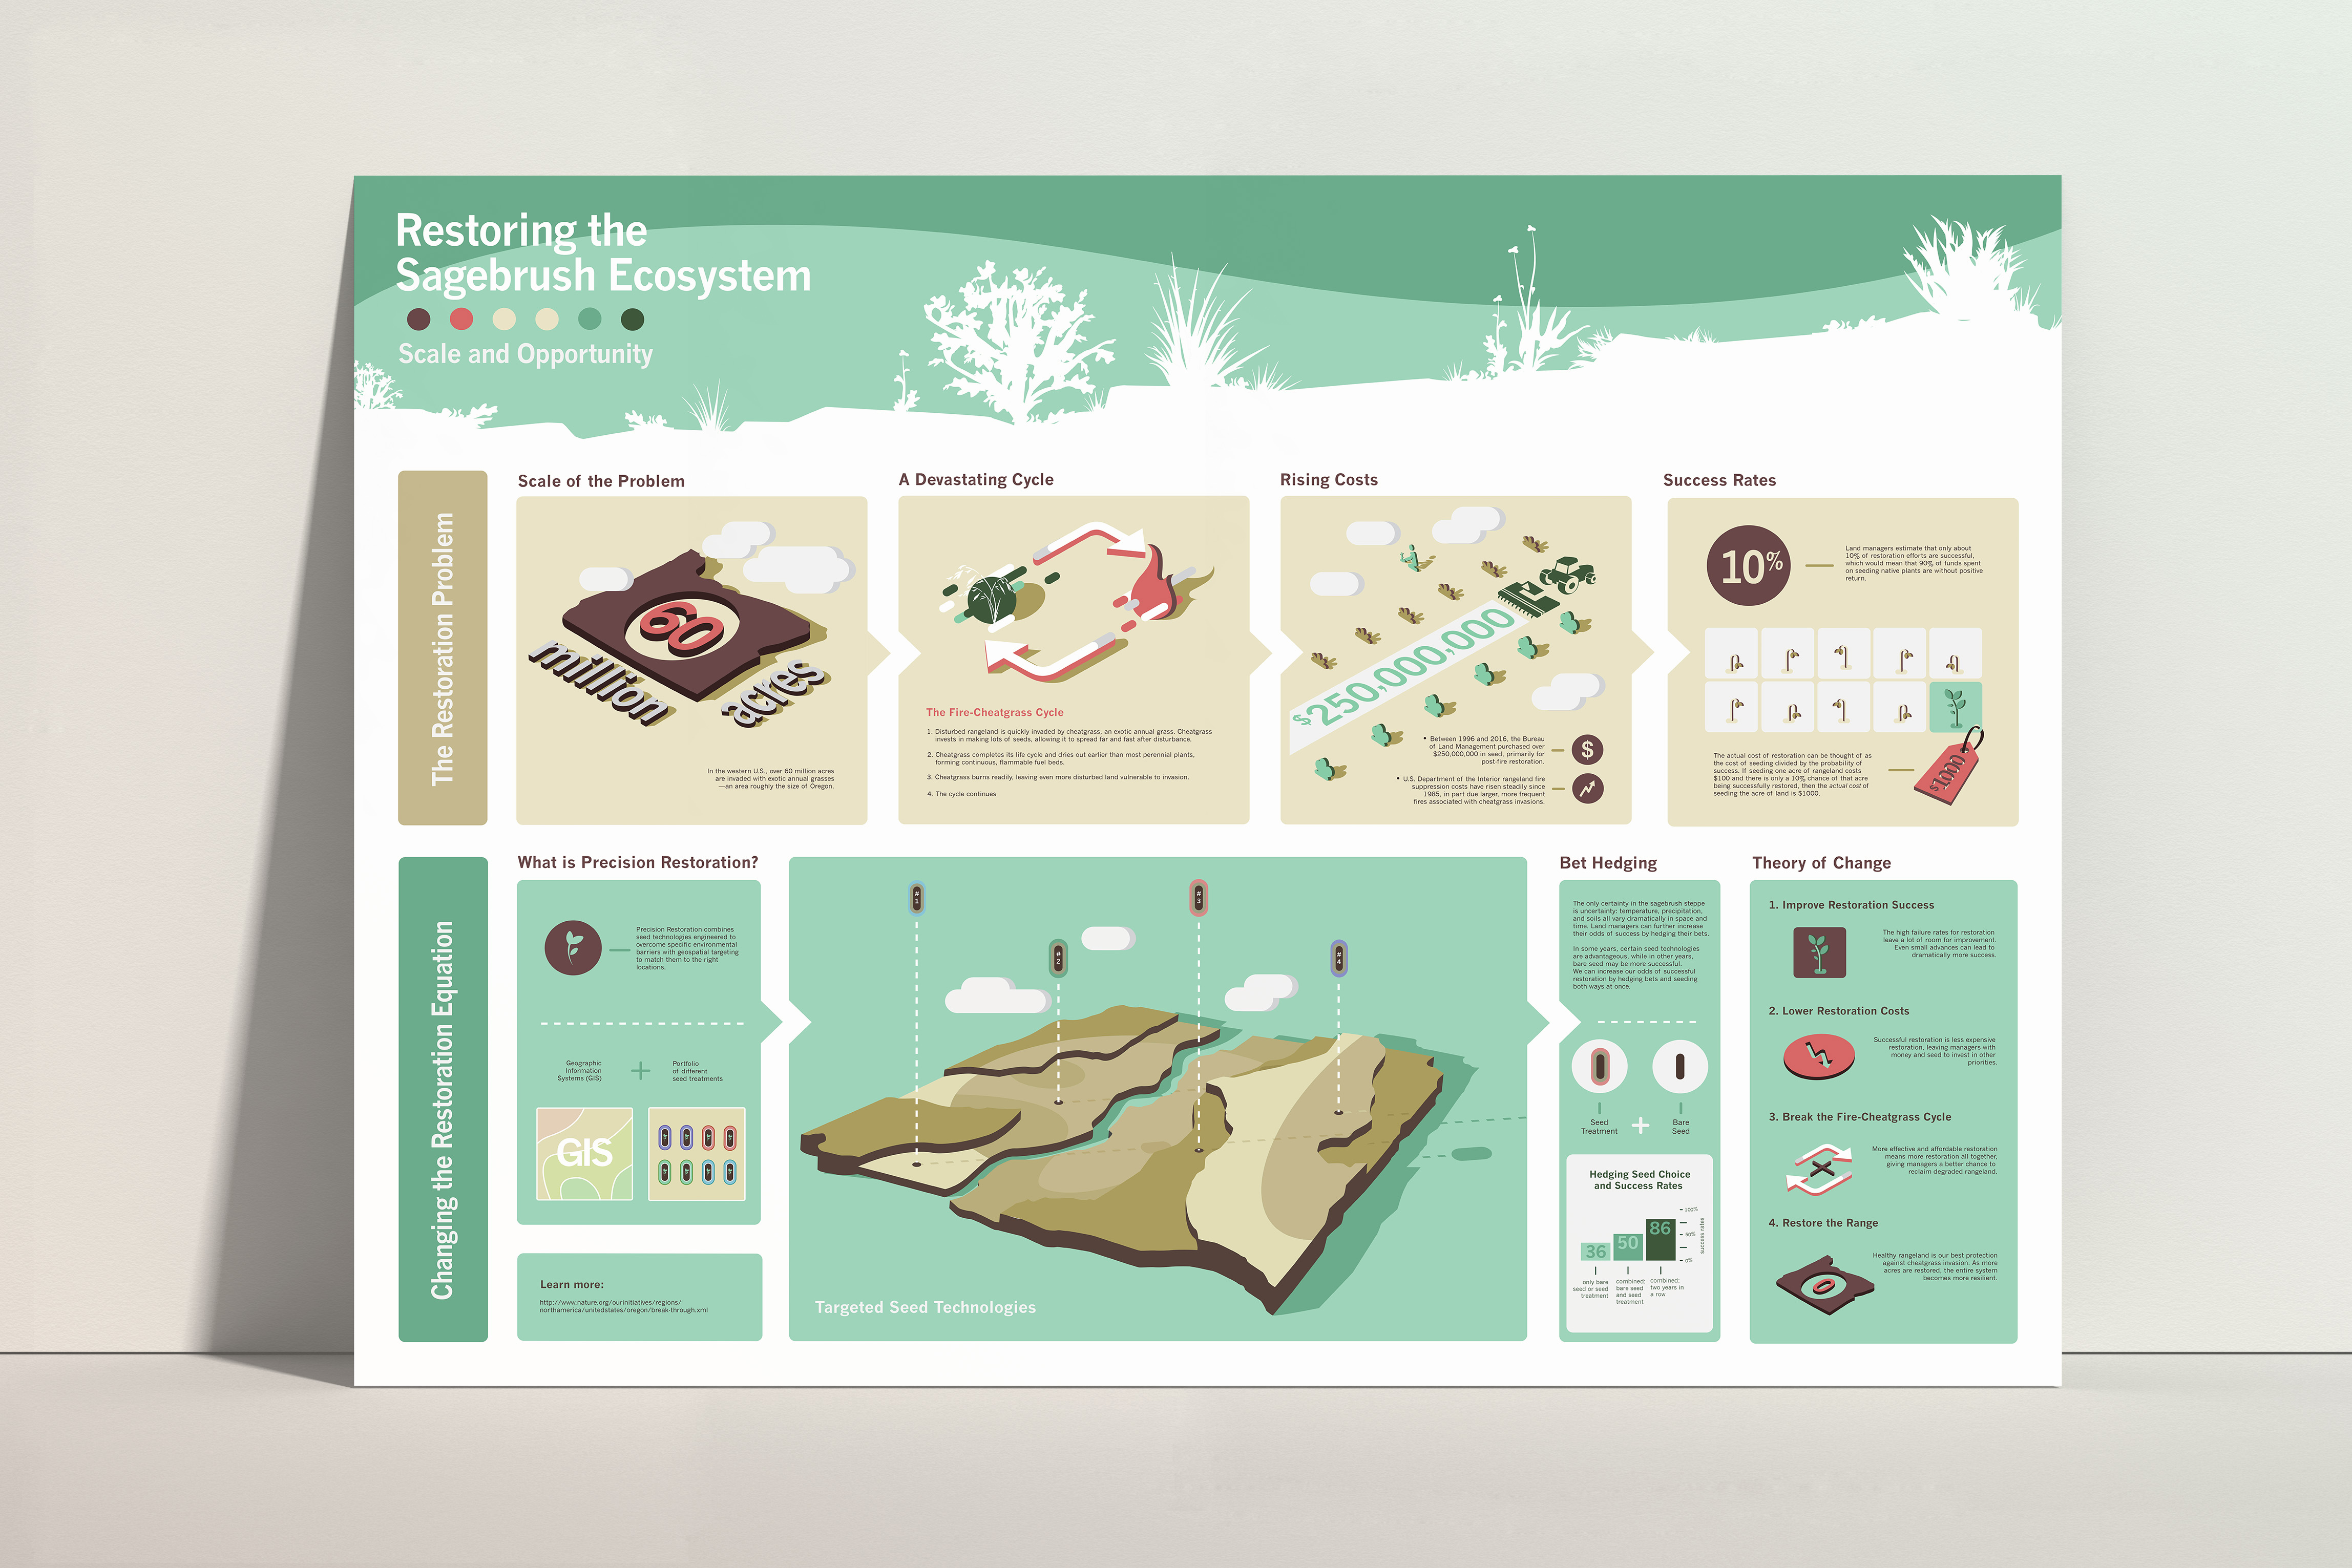 Restoring the
Sagebrush Ecosystem
Scale and Opportunity
The Restoration Problem
Scale of the Problem
60
million
acres
In the western U.S., over 60 million acres
are invaded with exotic annual grasses
—an area roughly the size of Oregon.
A Devastating Cycle
The Fire-Cheatgrass Cycle
1. Disturbed rangeland is quickly invaded by cheatgrass, an exotic annual grass. Cheatgrass
invests in making lots of seeds, allowing it to spread far and fast after disturbance.
2. Cheatgrass completes its life cycle and dries out earlier than most perennial plants,
forming continuous, flammable fuel beds.
3. Cheatgrass burns readily, leaving even more disturbed land vulnerable to invasion.
4. The cycle continues
Rising Costs
$250,000,000
• Between 1996 and 2016, the Bureau
of Land Management purchased over
$250,000,000 in seed, primarily for
post-fire restoration.
$
• U.S. Department of the Interior rangeland fire
suppression costs have risen steadily since
1985, in part due larger, more frequent
fires associated with cheatgrass invasions.
Success Rates
10%
Land managers estimate that only about
10% of restoration efforts are successful,
which would mean that 90% of funds spent
on seeding native plants are without positive
return.
The actual cost of restoration can be thought of as
the cost of seeding divided by the probability of
success. If seeding one acre of rangeland costs
$100 and there is only a 10% chance of that acre
being successfully restored, then the actual cost of
seeding the acre of land is $1000.
$1000
Changing the Restoration Equation
What is Precision Restoration?
Precision Restoration combines
seed technologies engineered to
overcome specific environmental
barriers with geospatial targeting
to match them to the right
locations.
Geographic
Information
Systems (GIS)
+
Portfolio
of different
seed treatments
GIS
Learn more:
http://www.nature.org/ourinitiatives/regions/
northamerica/unitedstates/oregon/break-through.xml
#1
#2
#3
#4
Targeted Seed Technologies
Bet Hedging
The only certainty in the sagebrush steppe
is uncertainty: temperature, precipitation,
and soils all vary dramatically in space and
time. Land managers can further increase
their odds of success by hedging their bets.
In some years, certain seed technologies
are advantageous, while in other years,
bare seed may be more successful.
We can increase our odds of successful
restoration by hedging bets and seeding
both ways at once.
Seed
Treatment
+
Bare
Seed
Hedging Seed Choice
and Success Rates
36
50
86
100%
50%
0%
success rates
only bare
seed or seed
treatment
combined:
bare seed
and seed
treatment
combined:
two years in
a row
Theory of Change
1. Improve Restoration Success
The high failure rates for restoration
leave a lot of room for improvement.
Even small advances can lead to
dramatically more success.
2. Lower Restoration Costs
Successful restoration is less expensive
restoration, leaving managers with
money and seed to invest in other
priorities.
3. Break the Fire-Cheatgrass Cycle
More effective and affordable restoration
means more restoration all together,
giving managers a better chance to
reclaim degraded rangeland.
4. Restore the Range
0
Healthy rangeland is our best protection
against cheatgrass invasion. As more
acres are restored, the entire system
becomes more resilient.